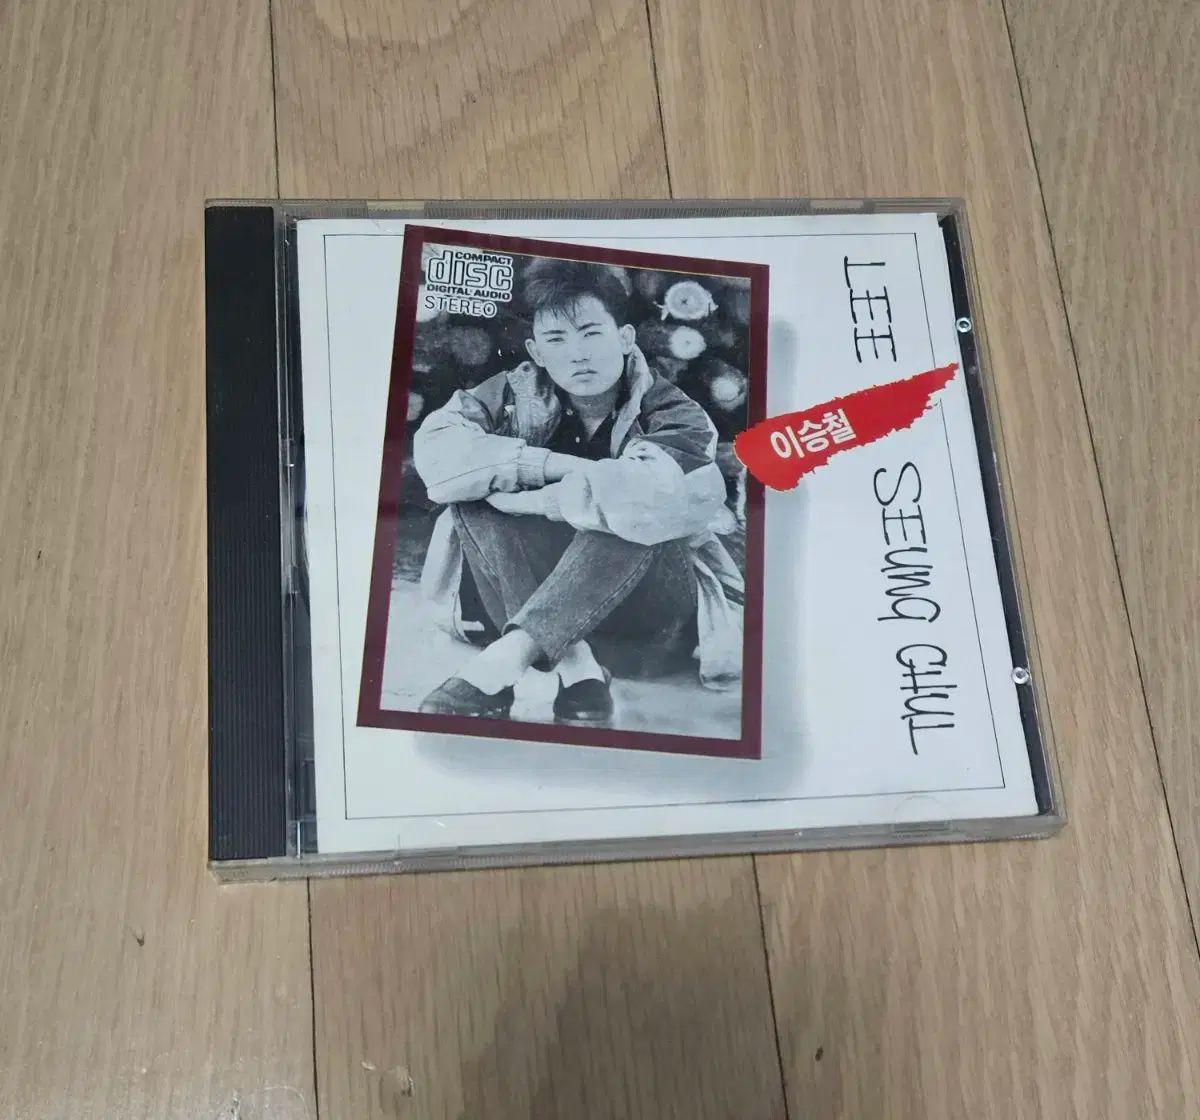 COMPACT
disc
DIGITAL AUDIO
STEREO
LEE SEUNG CHUL
이승철